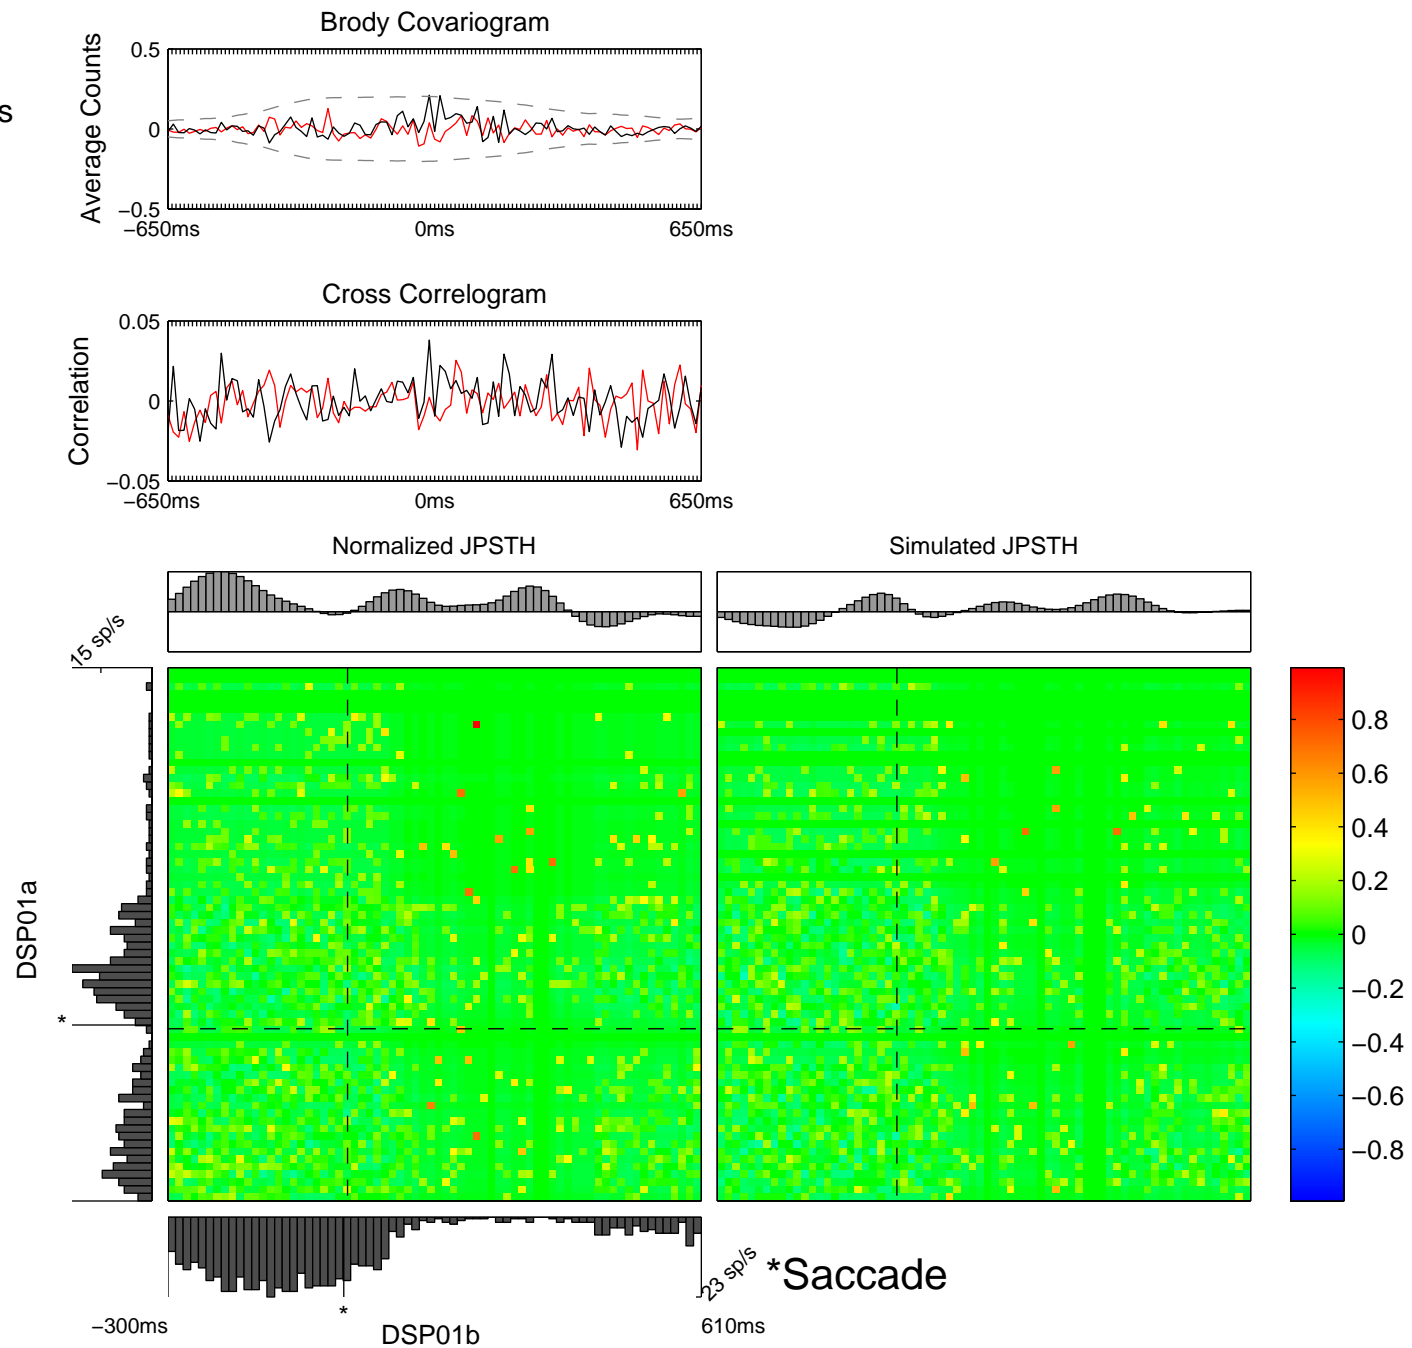 Brody Covariogram
s
Average Counts
0.5
0
−0.5
−650ms
0ms
650ms
Cross Correlogram
Correlation
0.05
0
−0.05
−650ms
0ms
650ms
Normalized JPSTH
Simulated JPSTH
15 sp/s
DSP01a
*
0.8
0.6
0.4
0.2
0
−0.2
−0.4
−0.6
−0.8
23 sp/s
*Saccade
*
−300ms
DSP01b
610ms